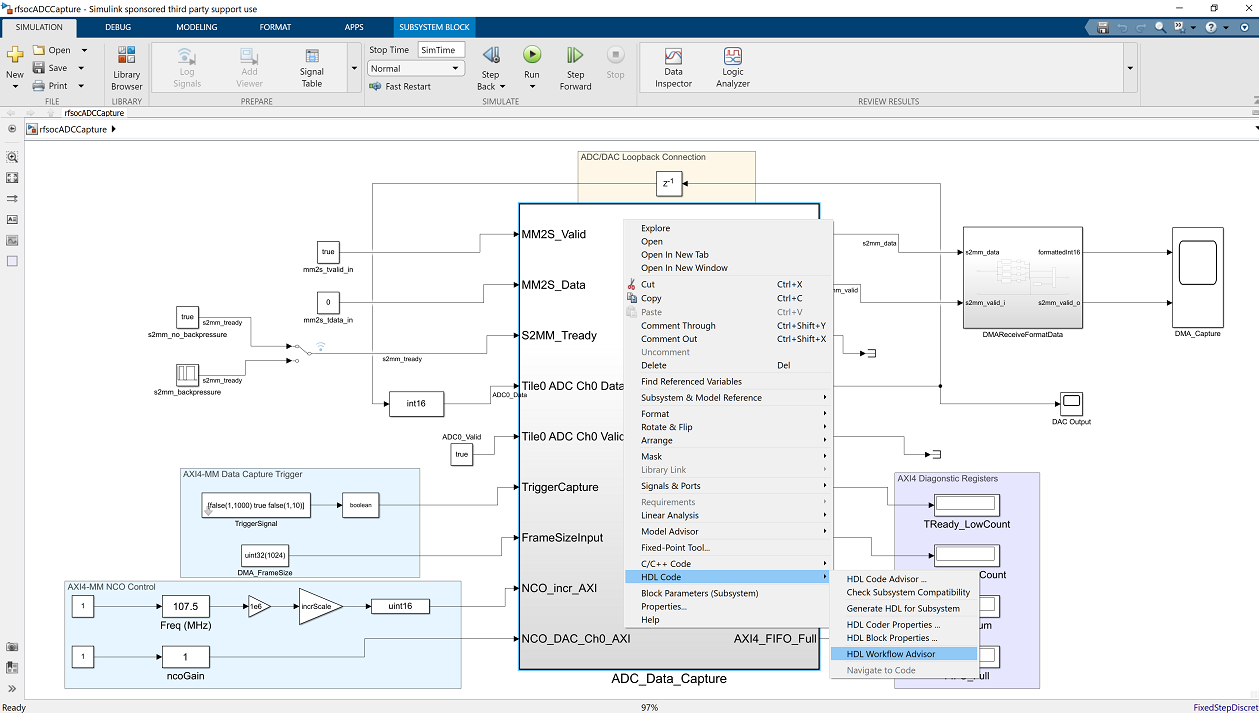 rfsocADCCapture - Simulink sponsored third party support use
SIMULATION DEBUG MODELING FORMAT APPS SUBSYSTEM BLOCK
New
Open
Save
Print
FILE
Library Browser
LIBRARY
Log Signals
Add Viewer
Signal Table
PREPARE
Stop Time SimTime
Normal
Fast Restart
Step Back
Run
Step Forward
Stop
SIMULATE
Data Inspector
Logic Analyzer
REVIEW RESULTS
rfsocADCCapture
rfsocADCCapture
ADC/DAC Loopback Connection
z-1
true
mm2s_tvalid_in
0
mm2s_tdata_in
true
s2mm_tready
s2mm_no_backpressure
s2mm_tready
s2mm_backpressure
s2mm_tready
int16
ADC0_Data
ADC0_Valid
true
AXI4-MM Data Capture Trigger
[false(1,1000) true false(1,10)]
TriggerSignal
boolean
uint32(1024)
DMA_FrameSize
AXI4-MM NCO Control
1
107.5
Freq (MHz)
1e6
incrScale
uint16
1
1
ncoGain
MM2S_Valid
MM2S_Data
S2MM_Tready
Tile0 ADC Ch0 Data
Tile0 ADC Ch0 Valid
TriggerCapture
FrameSizeInput
NCO_incr_AXI
NCO_DAC_Ch0_AXI
AXI4_FIFO_Full
ADC_Data_Capture
Explore
Open
Open In New Tab
Open In New Window
Cut Ctrl+X
Copy Ctrl+C
Paste Ctrl+V
Comment Through Ctrl+Shift+Y
Comment Out Ctrl+Shift+X
Uncomment
Delete Del
Find Referenced Variables
Subsystem & Model Reference
Format
Rotate & Flip
Arrange
Mask
Library Link
Signals & Ports
Requirements
Linear Analysis
Model Advisor
Fixed-Point Tool...
C/C++ Code
HDL Code
Block Parameters (Subsystem)
Properties...
Help
HDL Code Advisor ...
Check Subsystem Compatibility
Generate HDL for Subsystem
HDL Coder Properties ...
HDL Block Properties ...
HDL Workflow Advisor
Navigate to Code
s2mm_data
s2mm_data
formattedInt16
s2mm_valid_i
s2mm_valid_o
DMAReceiveFormatData
DMA_Capture
DAC Output
AXI4 Diagonstic Registers
TReady_LowCount
Ready
97%
FixedStepDiscret